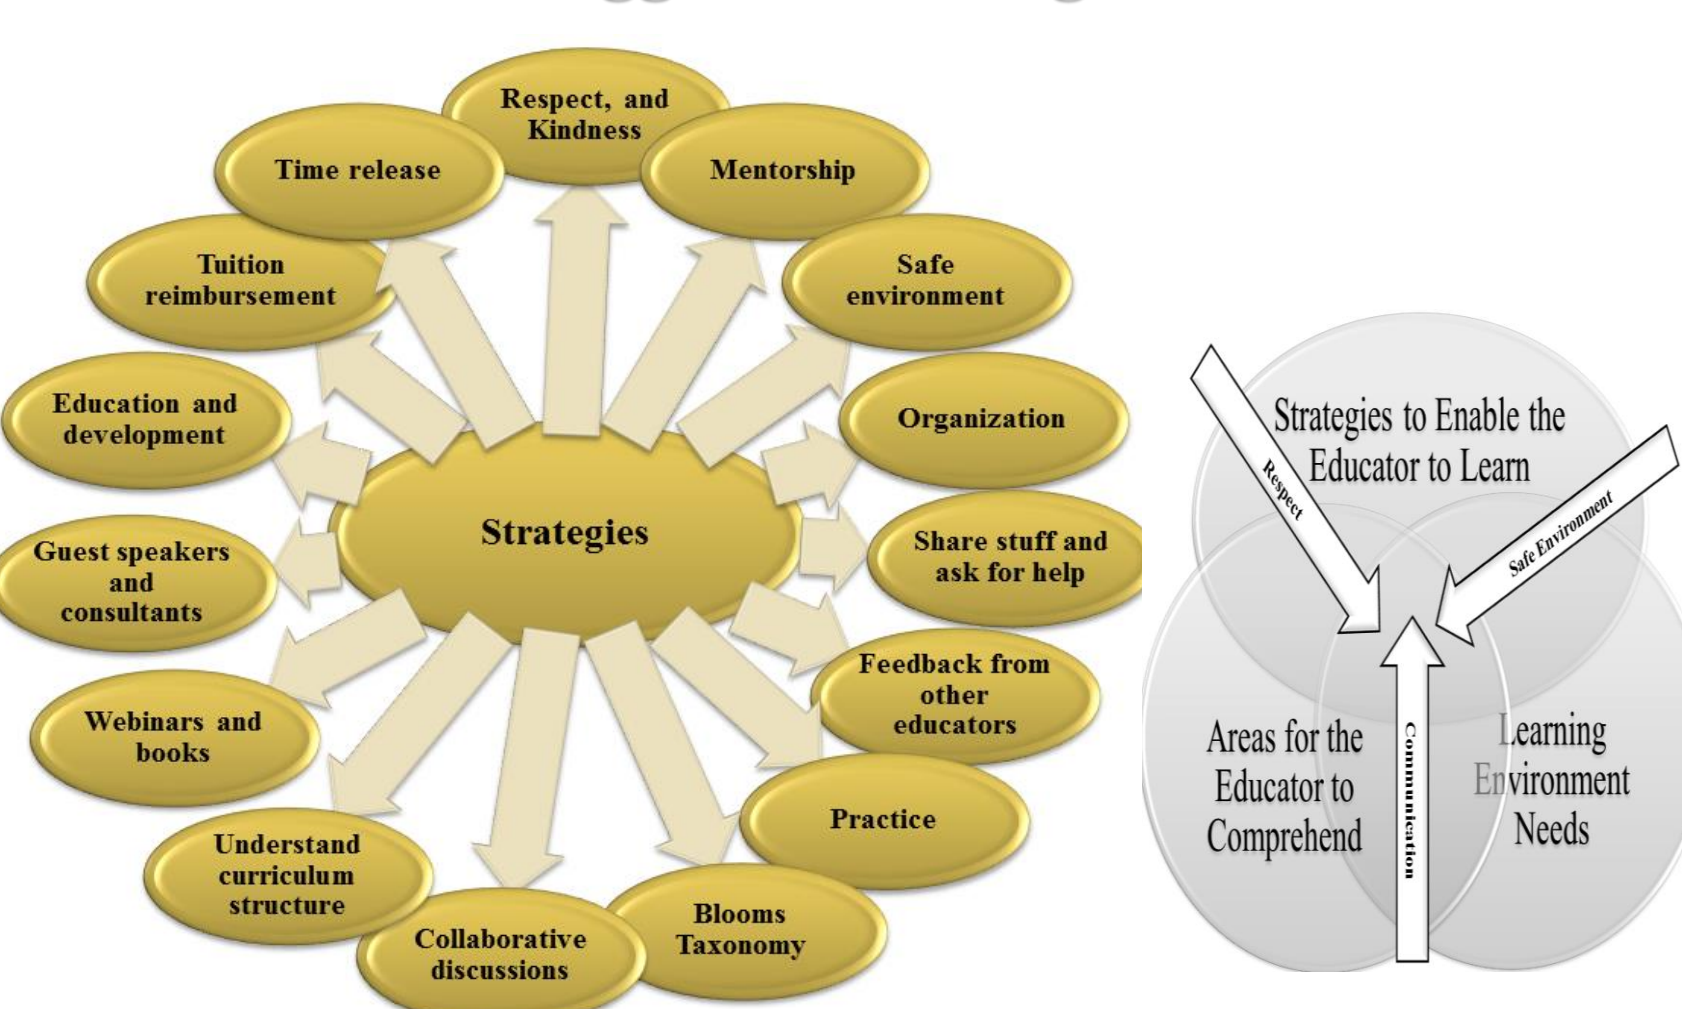 Respect, and
Kindness
Mentorship
Safe
environment
Organization
Share stuff and
ask for help
Feedback from
other
educators
Practice
Blooms
Taxonomy
Collaborative
discussions
Understand
curriculum
structure
Webinars and
books
Guest speakers
and
consultants
Education and
development
Tuition
reimbursement
Time release
Strategies
Strategies to Enable the
Educator to Learn
Respect
Safe Environment
Communication
Areas for the
Educator to
Comprehend
Learning
Environment
Needs